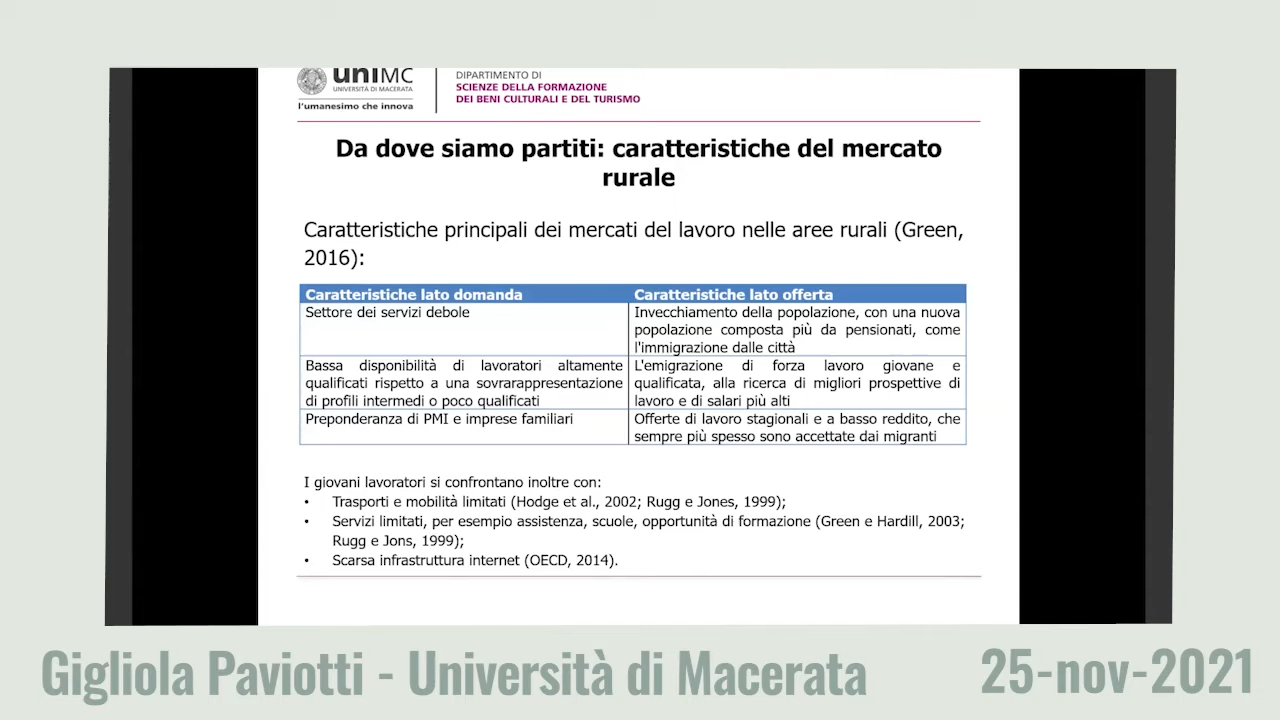 uniMC
UNIVERSITÀ DI MACERATA
l'umanesimo che innova
DIPARTIMENTO DI
SCIENZE DELLA FORMAZIONE
DEI BENI CULTURALI E DEL TURISMO
Da dove siamo partiti: caratteristiche del mercato
rurale
Caratteristiche principali dei mercati del lavoro nelle aree rurali (Green,
2016):
Caratteristiche lato domanda
Caratteristiche lato offerta
Settore dei servizi debole
Invecchiamento della popolazione, con una nuova
popolazione composta più da pensionati, come
l'immigrazione dalle città
Bassa disponibilità di lavoratori altamente
qualificati rispetto a una sovrarappresentazione
di profili intermedi o poco qualificati
L'emigrazione di forza lavoro giovane e
qualificata, alla ricerca di migliori prospettive di
lavoro e di salari più alti
Preponderanza di PMI e imprese familiari
Offerte di lavoro stagionali e a basso reddito, che
sempre più spesso sono accettate dai migranti
I giovani lavoratori si confrontano inoltre con:
• Trasporti e mobilità limitati (Hodge et al., 2002; Rugg e Jones, 1999);
• Servizi limitati, per esempio assistenza, scuole, opportunità di formazione (Green e Hardill, 2003;
Rugg e Jons, 1999);
• Scarsa infrastruttura internet (OECD, 2014).
Gigliola Paviotti - Università di Macerata
25-nov-2021